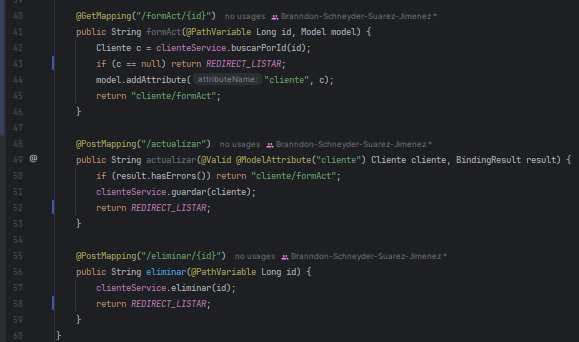 40 @GetMapping("/formAct/{id}") no usages Branndon-Schneyder-Suarez-Jimenez *
41 public String formAct(@PathVariable Long id, Model model) {
42 Cliente c = clienteService.buscarPorId(id);
43 if (c == null) return REDIRECT_LISTAR;
44 model.addAttribute( attributeName: "cliente", c);
45 return "cliente/formAct";
46 }
47
48 @PostMapping("/actualizar") no usages Branndon-Schneyder-Suarez-Jimenez *
49 @ public String actualizar(@Valid @ModelAttribute("cliente") Cliente cliente, BindingResult result) {
50 if (result.hasErrors()) return "cliente/formAct";
51 clienteService.guardar(cliente);
52 return REDIRECT_LISTAR;
53 }
54
55 @PostMapping("/eliminar/{id}") no usages Branndon-Schneyder-Suarez-Jimenez *
56 public String eliminar(@PathVariable Long id) {
57 clienteService.eliminar(id);
58 return REDIRECT_LISTAR;
59 }
60 }